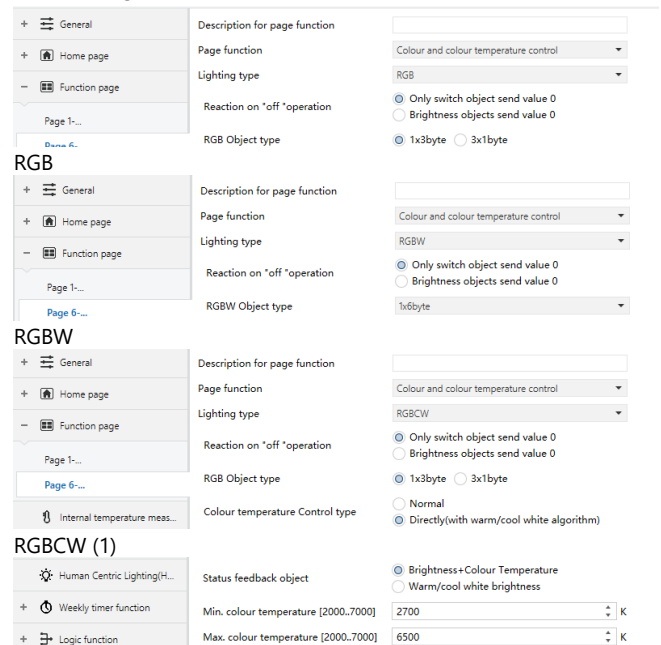 + General Description for page function
+ Home page Page function Colour and colour temperature control
Lighting type RGB
− Function page
Reaction on "off "operation Only switch object send value 0
Brightness objects send value 0
Page 1-...
RGB Object type 1x3byte 3x1byte
Page 6-...
RGB
+ General Description for page function
+ Home page Page function Colour and colour temperature control
Lighting type RGBW
− Function page
Reaction on "off "operation Only switch object send value 0
Brightness objects send value 0
Page 1-...
Page 6-... RGBW Object type 1x6byte
RGBW
+ General Description for page function
+ Home page Page function Colour and colour temperature control
Lighting type RGBCW
− Function page
Reaction on "off "operation Only switch object send value 0
Brightness objects send value 0
Page 1-...
Page 6-... RGB Object type 1x3byte 3x1byte
Internal temperature meas... Colour temperature Control type Normal
Directly(with warm/cool white algorithm)
RGBCW (1)
Human Centric Lighting(H... Status feedback object Brightness+Colour Temperature
Warm/cool white brightness
+ Weekly timer function Min. colour temperature [2000..7000] 2700 K
+ Logic function Max. colour temperature [2000..7000] 6500 K